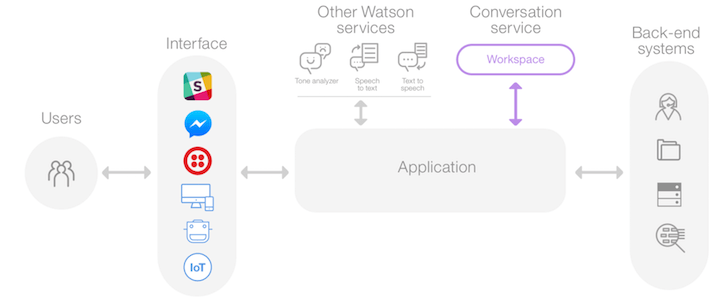 Users
Interface
S
IoT
Other Watson
services
Tone analyzer
Speech
to text
Text to
speech
Conversation
service
Workspace
Application
Back-end
systems